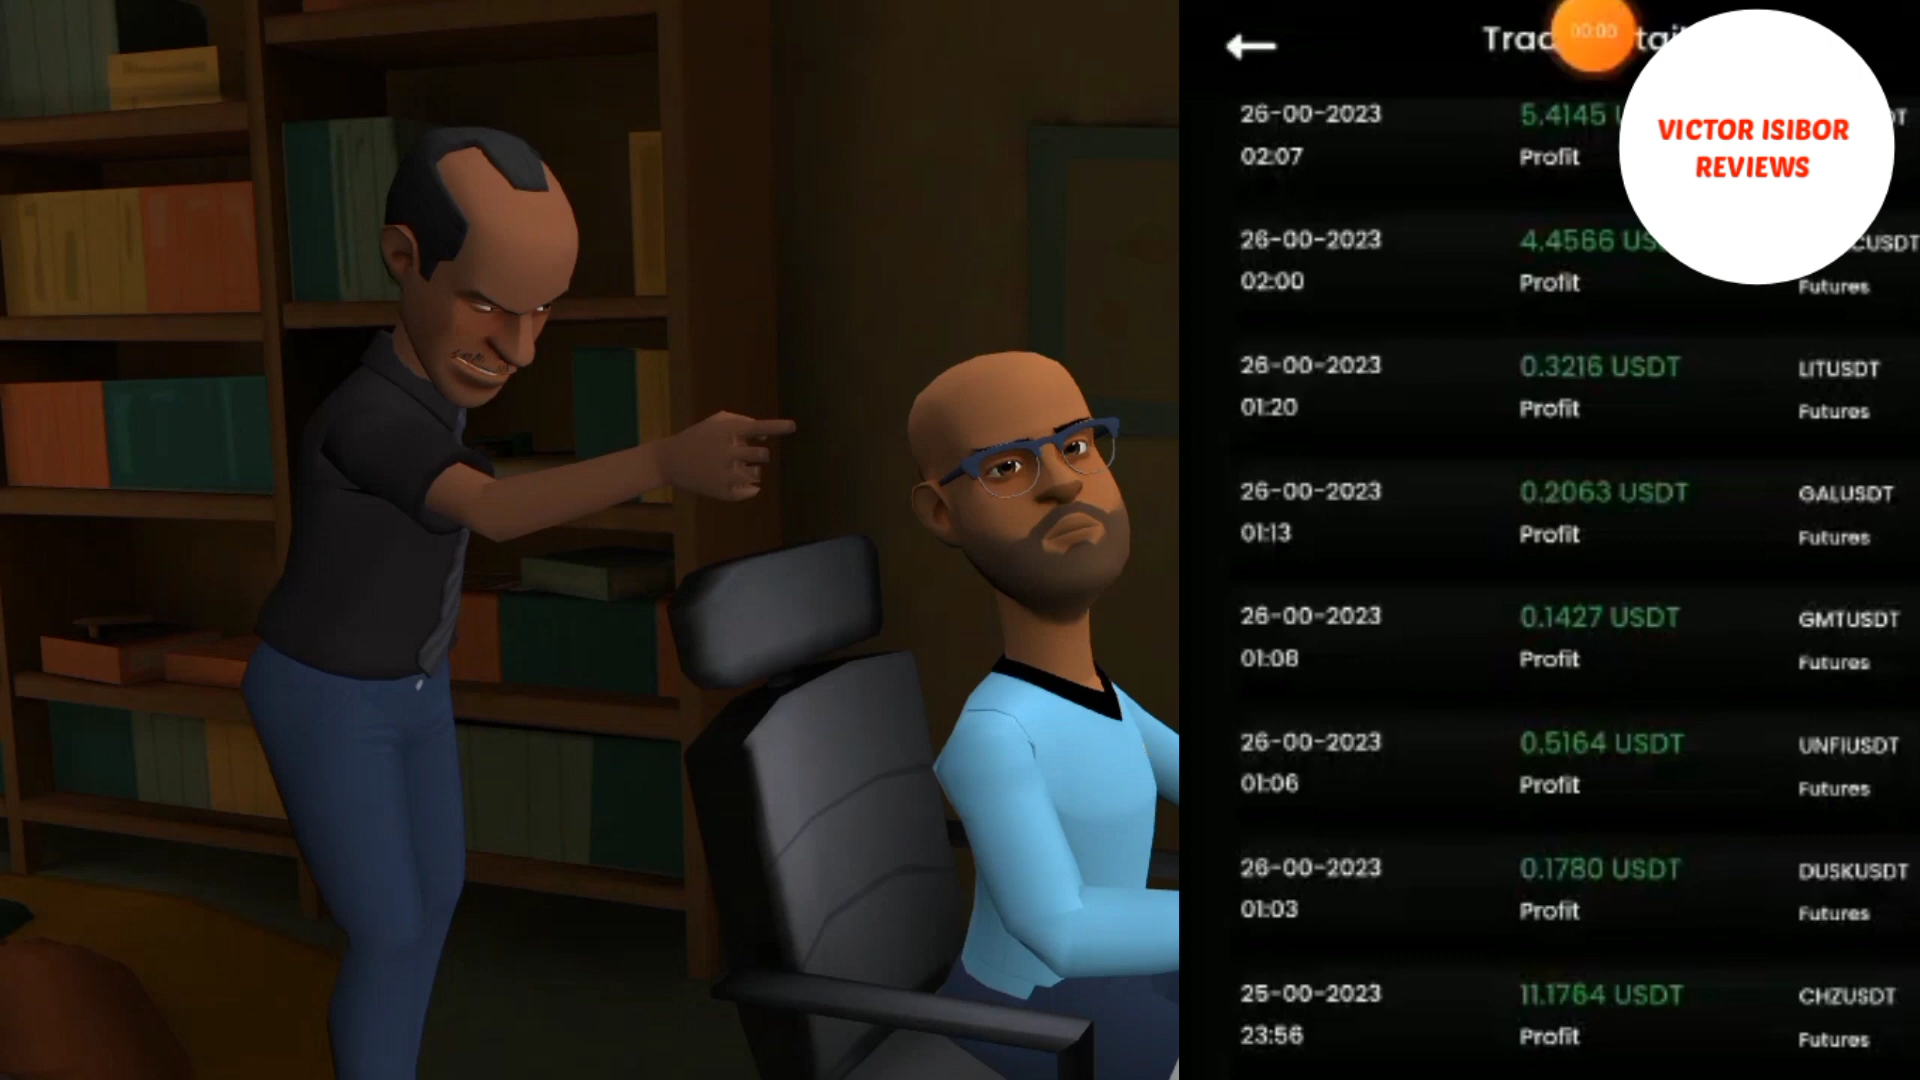 00:00
VICTOR ISIBOR
REVIEWS
26-00-2023
5.4145
02:07
Profit
26-00-2023
4.4566
02:00
Profit
Futures
26-00-2023
0.3216 USDT
LITUSDT
01:20
Profit
Futures
26-00-2023
0.2063 USDT
GALUSDT
01:13
Profit
Futures
26-00-2023
0.1427 USDT
GMTUSDT
01:08
Profit
Futures
26-00-2023
0.5164 USDT
UNFIUSDT
01:06
Profit
Futures
26-00-2023
0.1780 USDT
DUSKUSDT
01:03
Profit
Futures
25-00-2023
11.1764 USDT
CHZUSDT
23:56
Profit
Futures